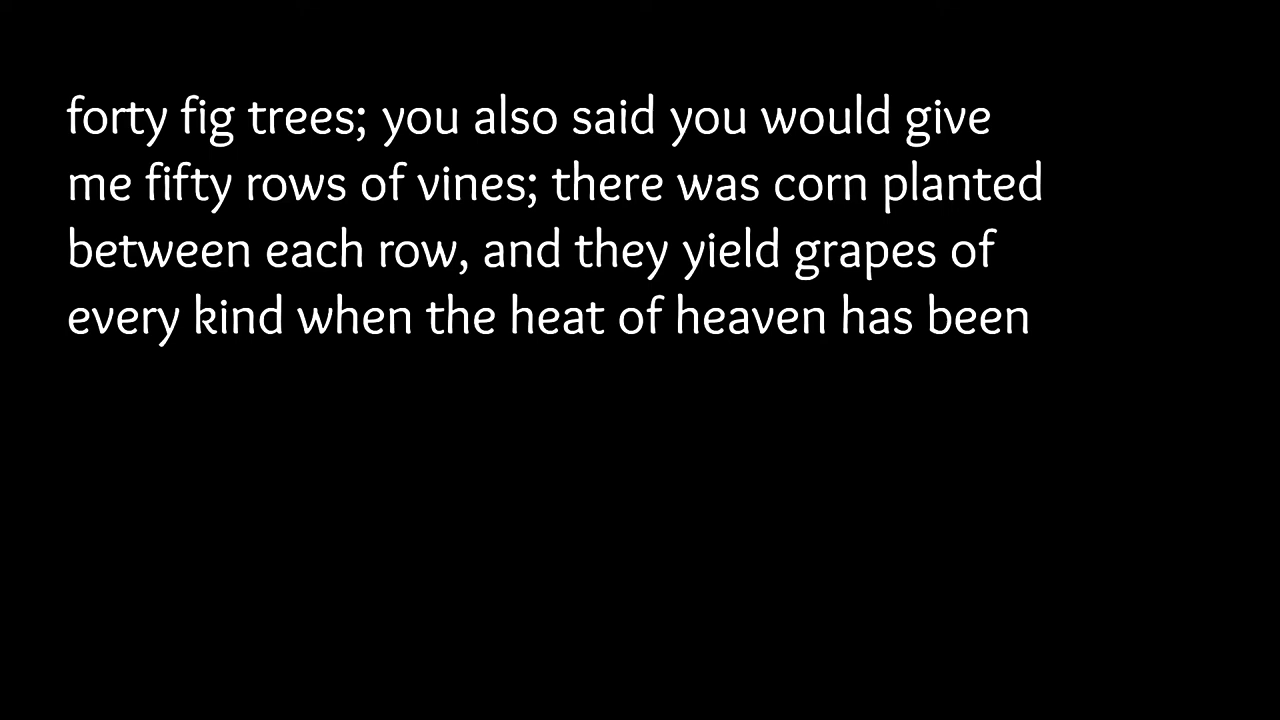 forty fig trees; you also said you would give
me fifty rows of vines; there was corn planted
between each row, and they yield grapes of
every kind when the heat of heaven has been